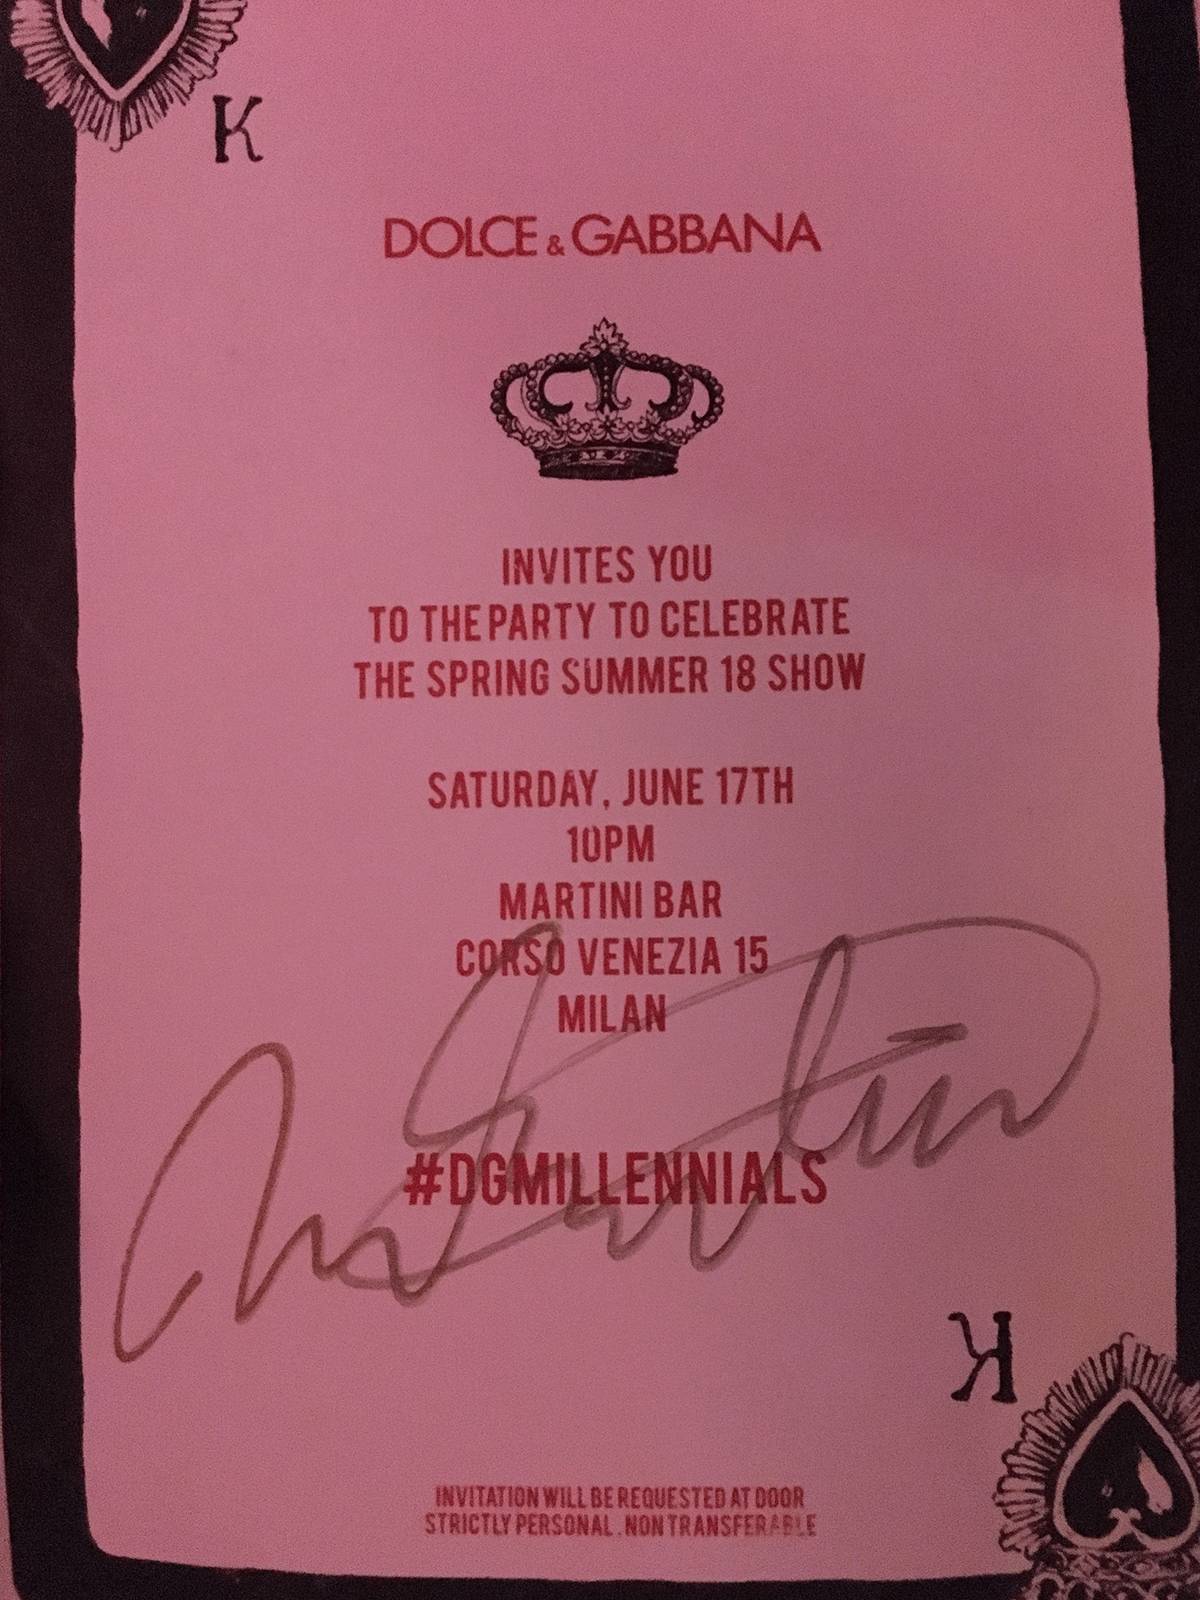 K
DOLCE & GABBANA
INVITES YOU
TO THE PARTY TO CELEBRATE
THE SPRING SUMMER 18 SHOW
SATURDAY, JUNE 17TH
10PM
MARTINI BAR
CORSO VENEZIA 15
MILAN
#DGMILLENNIALS
K
INVITATION WILL BE REQUESTED AT DOOR
STRICTLY PERSONAL . NON TRANSFERABLE